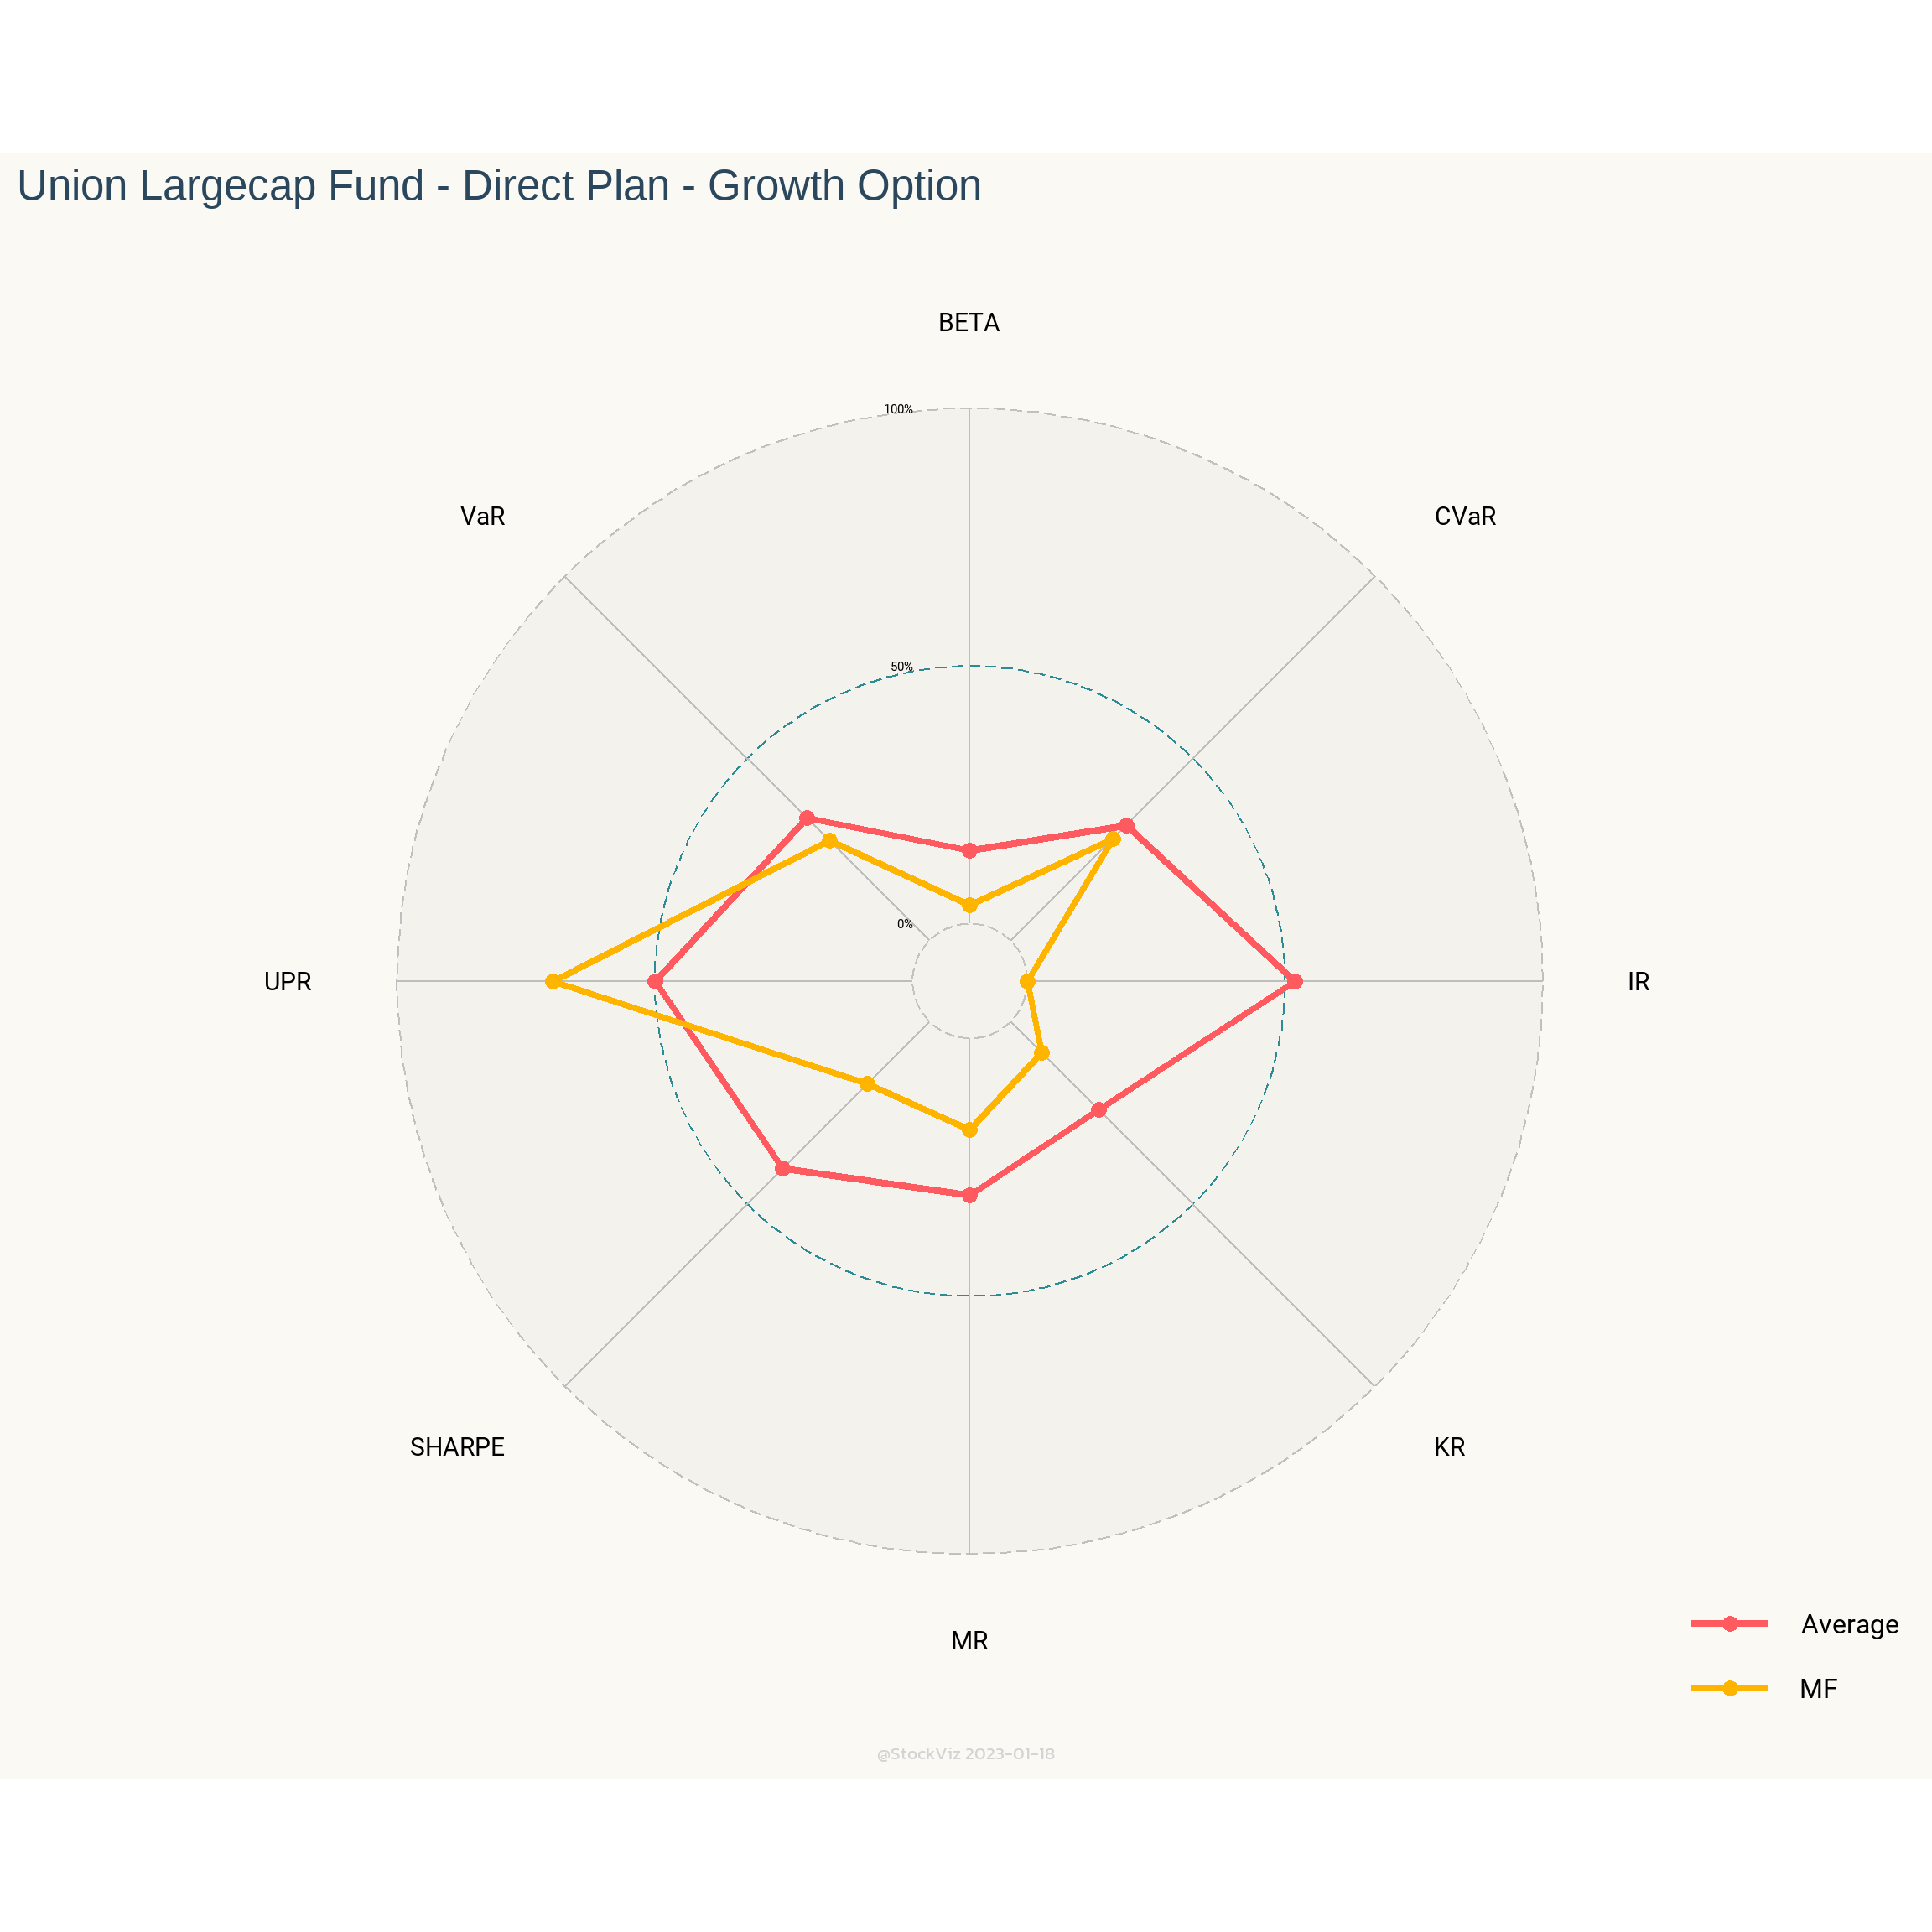 Union Largecap Fund - Direct Plan - Growth Option
BETA
100%
VaR
CVaR
50%
0%
UPR
IR
SHARPE
KR
MR
Average
MF
@StockViz 2023-01-18